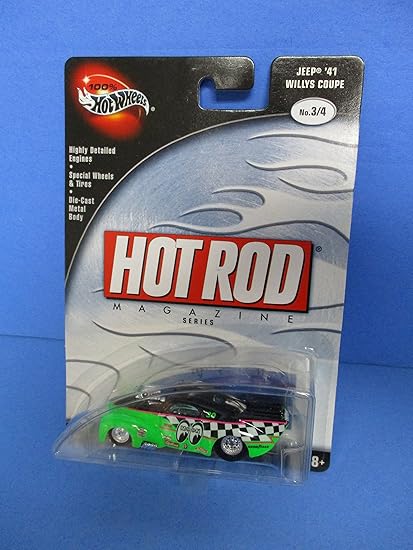 100%
Hot Wheels
JEEP® '41
WILLYS COUPE
No.3/4
Highly Detailed
Engines
•
Special Wheels
& Tires
•
Die-Cast
Metal
Body
HOT ROD®
MAGAZINE
SERIES
8+